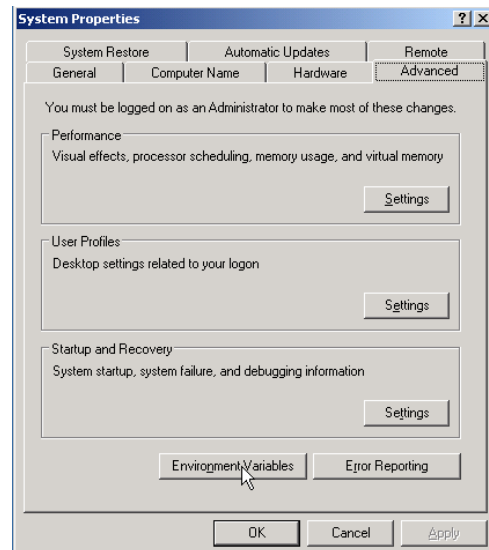 System Properties
System Restore Automatic Updates Remote
General Computer Name Hardware Advanced
You must be logged on as an Administrator to make most of these changes.
Performance
Visual effects, processor scheduling, memory usage, and virtual memory
Settings
User Profiles
Desktop settings related to your logon
Settings
Startup and Recovery
System startup, system failure, and debugging information
Settings
Environment Variables Error Reporting
OK Cancel Apply